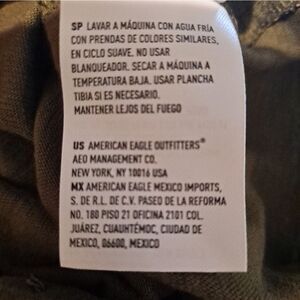 SP LAVAR A MÁQUINA CON AGUA FRÍA
CON PRENDAS DE COLORES SIMILARES,
EN CICLO SUAVE. NO USAR
BLANQUEADOR. SECAR A MÁQUINA A
TEMPERATURA BAJA. USAR PLANCHA
TIBIA SI ES NECESARIO.
MANTENER LEJOS DEL FUEGO
US AMERICAN EAGLE OUTFITTERS®
AEO MANAGEMENT CO.
NEW YORK, NY 10016 USA
MX AMERICAN EAGLE MEXICO IMPORTS,
S. DE R.L. DE C.V. PASEO DE LA REFORMA
NO. 180 PISO 21 OFICINA 2101 COL.
JUÁREZ, CUAUHTÉMOC, CIUDAD DE
MEXICO, 06600, MEXICO